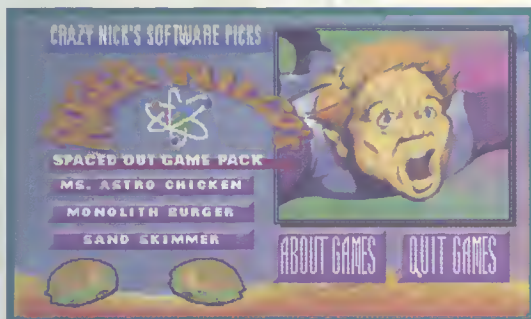 CRAZY NICK'S SOFTWARE PICKS
SPACED OUT GAME PACK
MS. ASTRO CHICKEN
MONOLITH BURGER
SAND SKIMMER
ABOUT GAMES
QUIT GAMES